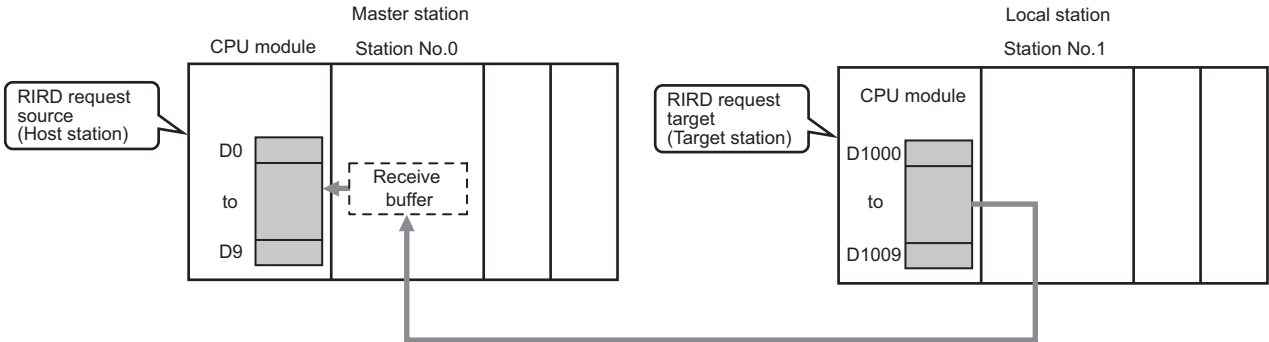 Master station
Local station
CPU module
Station No.0
Station No.1
RIRD request
source
(Host station)
RIRD request
target
(Target station)
CPU module
D0
to
D9
Receive
buffer
D1000
to
D1009